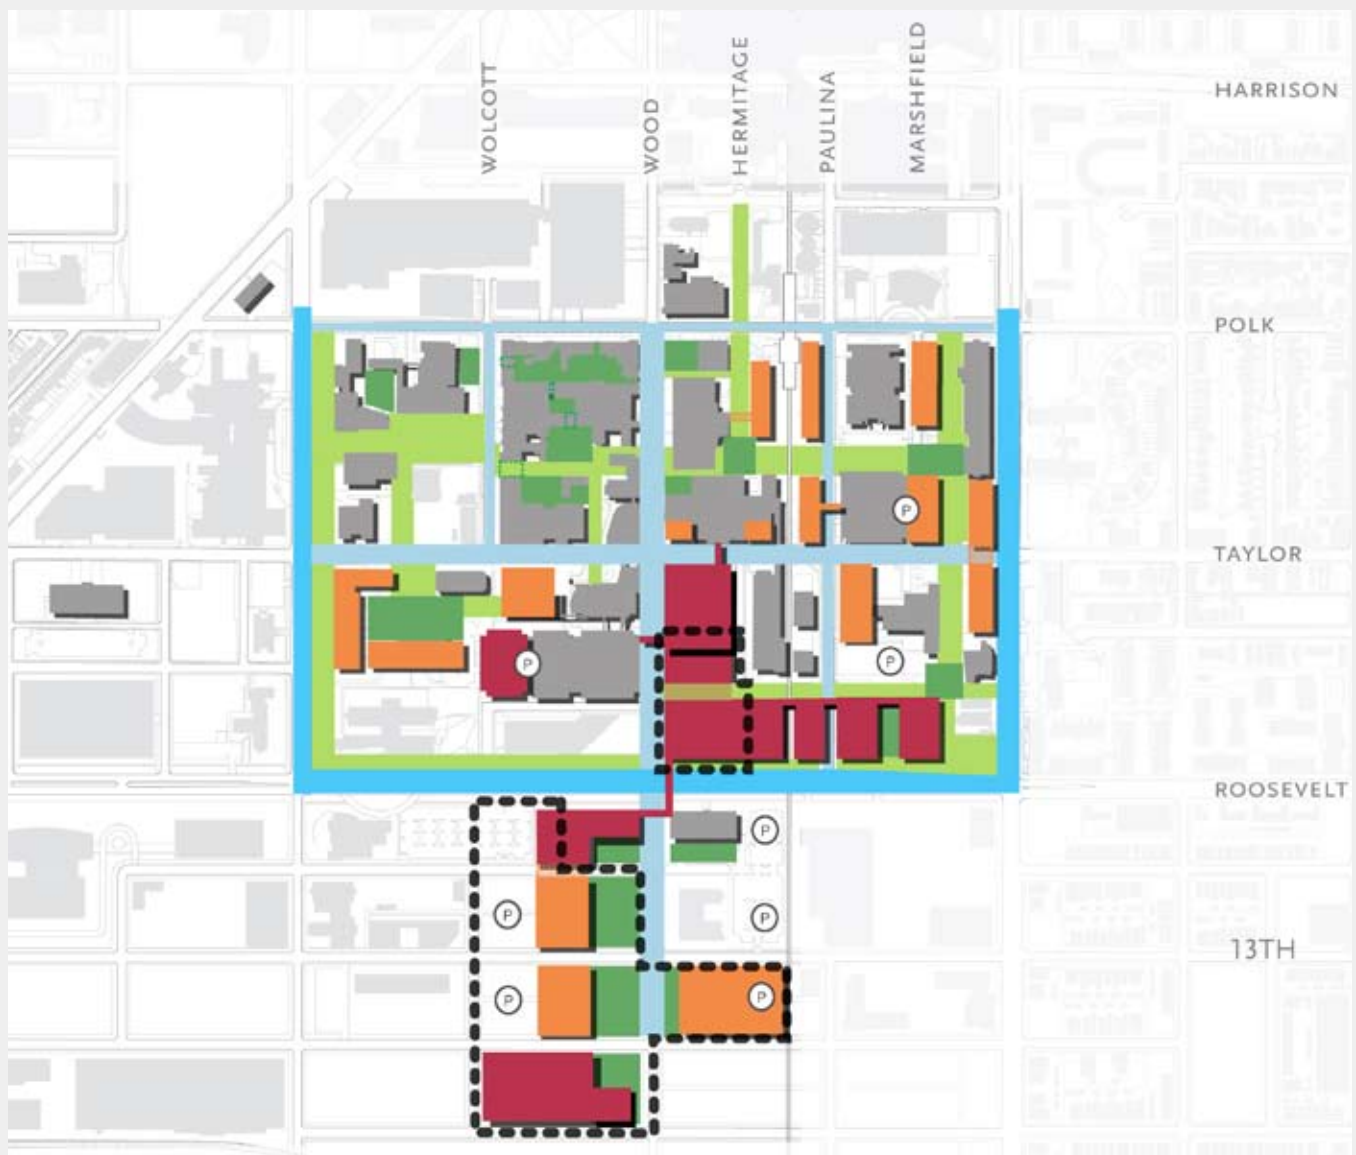 WOLCOTT
WOOD
HERMITAGE
PAULINA
MARSHFIELD
HARRISON
POLK
P
TAYLOR
P
P
ROOSEVELT
P
P
P
13TH
P
P